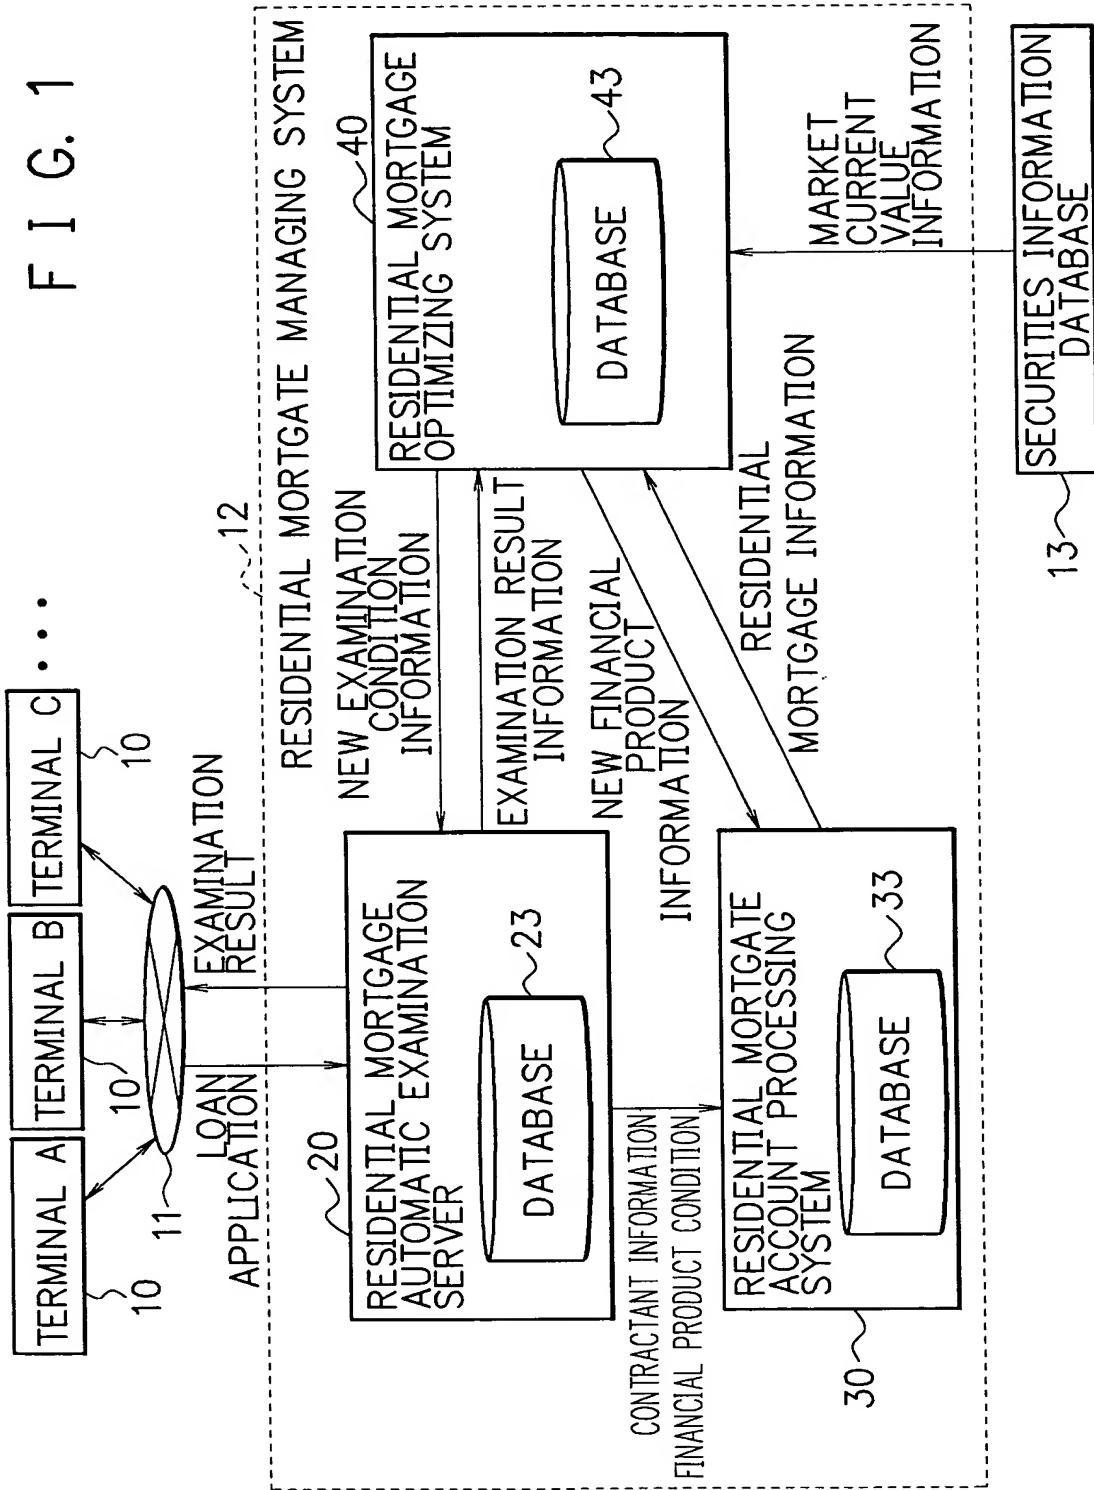 F I G. 1
TERMINAL A
TERMINAL B
TERMINAL C
...
10
10
10
11
LOAN
APPLICATION
EXAMINATION
RESULT
12
RESIDENTIAL MORTGATE MANAGING SYSTEM
20
RESIDENTIAL MORTGAGE
AUTOMATIC EXAMINATION
SERVER
23
DATABASE
NEW EXAMINATION
CONDITION
INFORMATION
EXAMINATION RESULT
INFORMATION
40
RESIDENTIAL MORTGAGE
OPTIMIZING SYSTEM
43
DATABASE
NEW FINANCIAL
PRODUCT
INFORMATION
RESIDENTIAL
MORTGAGE INFORMATION
CONTRACTANT INFORMATION
FINANCIAL PRODUCT CONDITION
30
RESIDENTIAL MORTGATE
ACCOUNT PROCESSING
SYSTEM
33
DATABASE
MARKET
CURRENT
VALUE
INFORMATION
13
SECURITIES INFORMATION
DATABASE